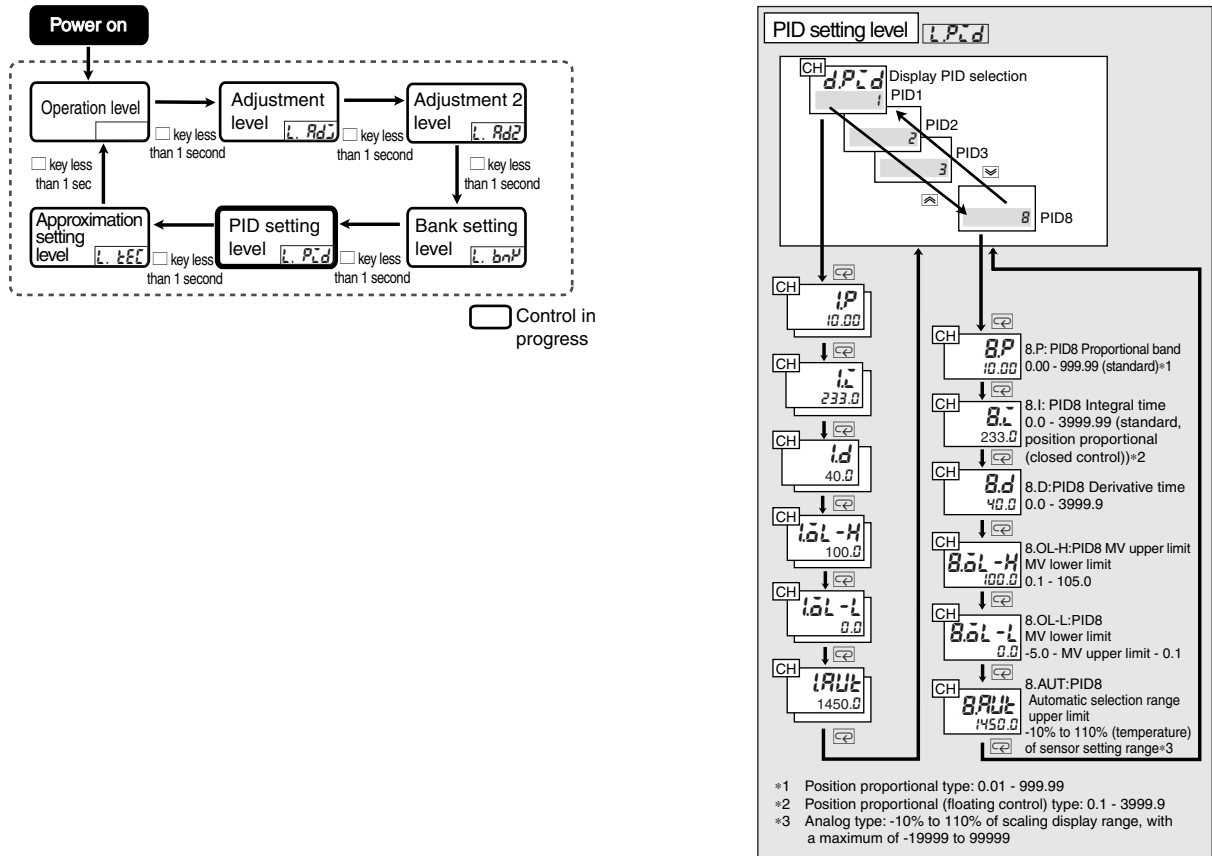 Power on
Operation level
key less
than 1 second
Adjustment
level
L. Adj
key less
than 1 second
Adjustment 2
level
L. Ad2
key less
than 1 second
Bank setting
level
L. bnk
key less
than 1 second
PID setting
level
L. Pid
key less
than 1 second
Approximation
setting
level
L. tEC
key less
than 1 sec
Control in
progress
PID setting level
L.Pid
CH
d.Pid
Display PID selection
1
PID1
2
PID2
3
PID3
8
PID8
CH
1.P
10.00
CH
1.i
233.0
CH
1.d
40.0
CH
1.oL -H
100.0
CH
1.oL -L
0.0
CH
1.AUt
1450.0
CH
8.P
10.00
8.P: PID8 Proportional band
0.00 - 999.99 (standard)*1
CH
8.i
233.0
8.I: PID8 Integral time
0.0 - 3999.99 (standard,
position proportional
(closed control))*2
CH
8.d
40.0
8.D:PID8 Derivative time
0.0 - 3999.9
CH
8.oL -H
100.0
8.OL-H:PID8 MV upper limit
MV lower limit
0.1 - 105.0
CH
8.oL -L
0.0
8.OL-L:PID8
MV lower limit
-5.0 - MV upper limit - 0.1
CH
8.AUt
1450.0
8.AUT:PID8
Automatic selection range
upper limit
-10% to 110% (temperature)
of sensor setting range*3
*1 Position proportional type: 0.01 - 999.99
*2 Position proportional (floating control) type: 0.1 - 3999.9
*3 Analog type: -10% to 110% of scaling display range, with
a maximum of -19999 to 99999